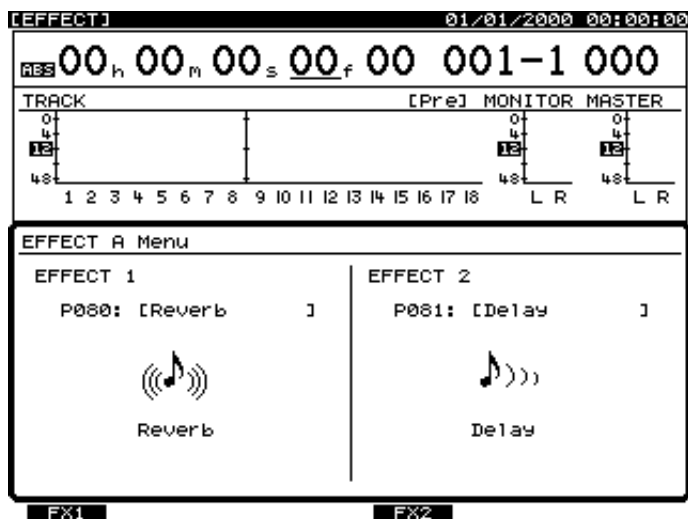 [EFFECT] 01/01/2000 00:00:00
ABS 00h 00m 00s 00f 00 001-1 000
TRACK [Pre] MONITOR MASTER
0 0 0
4 4 4
12 12 12
48 48 48
1 2 3 4 5 6 7 8 9 10 11 12 13 14 15 16 17 18 L R L R
EFFECT A Menu
EFFECT 1 EFFECT 2
P080: [Reverb ] P081: [Delay ]
Reverb Delay
FX1 FX2